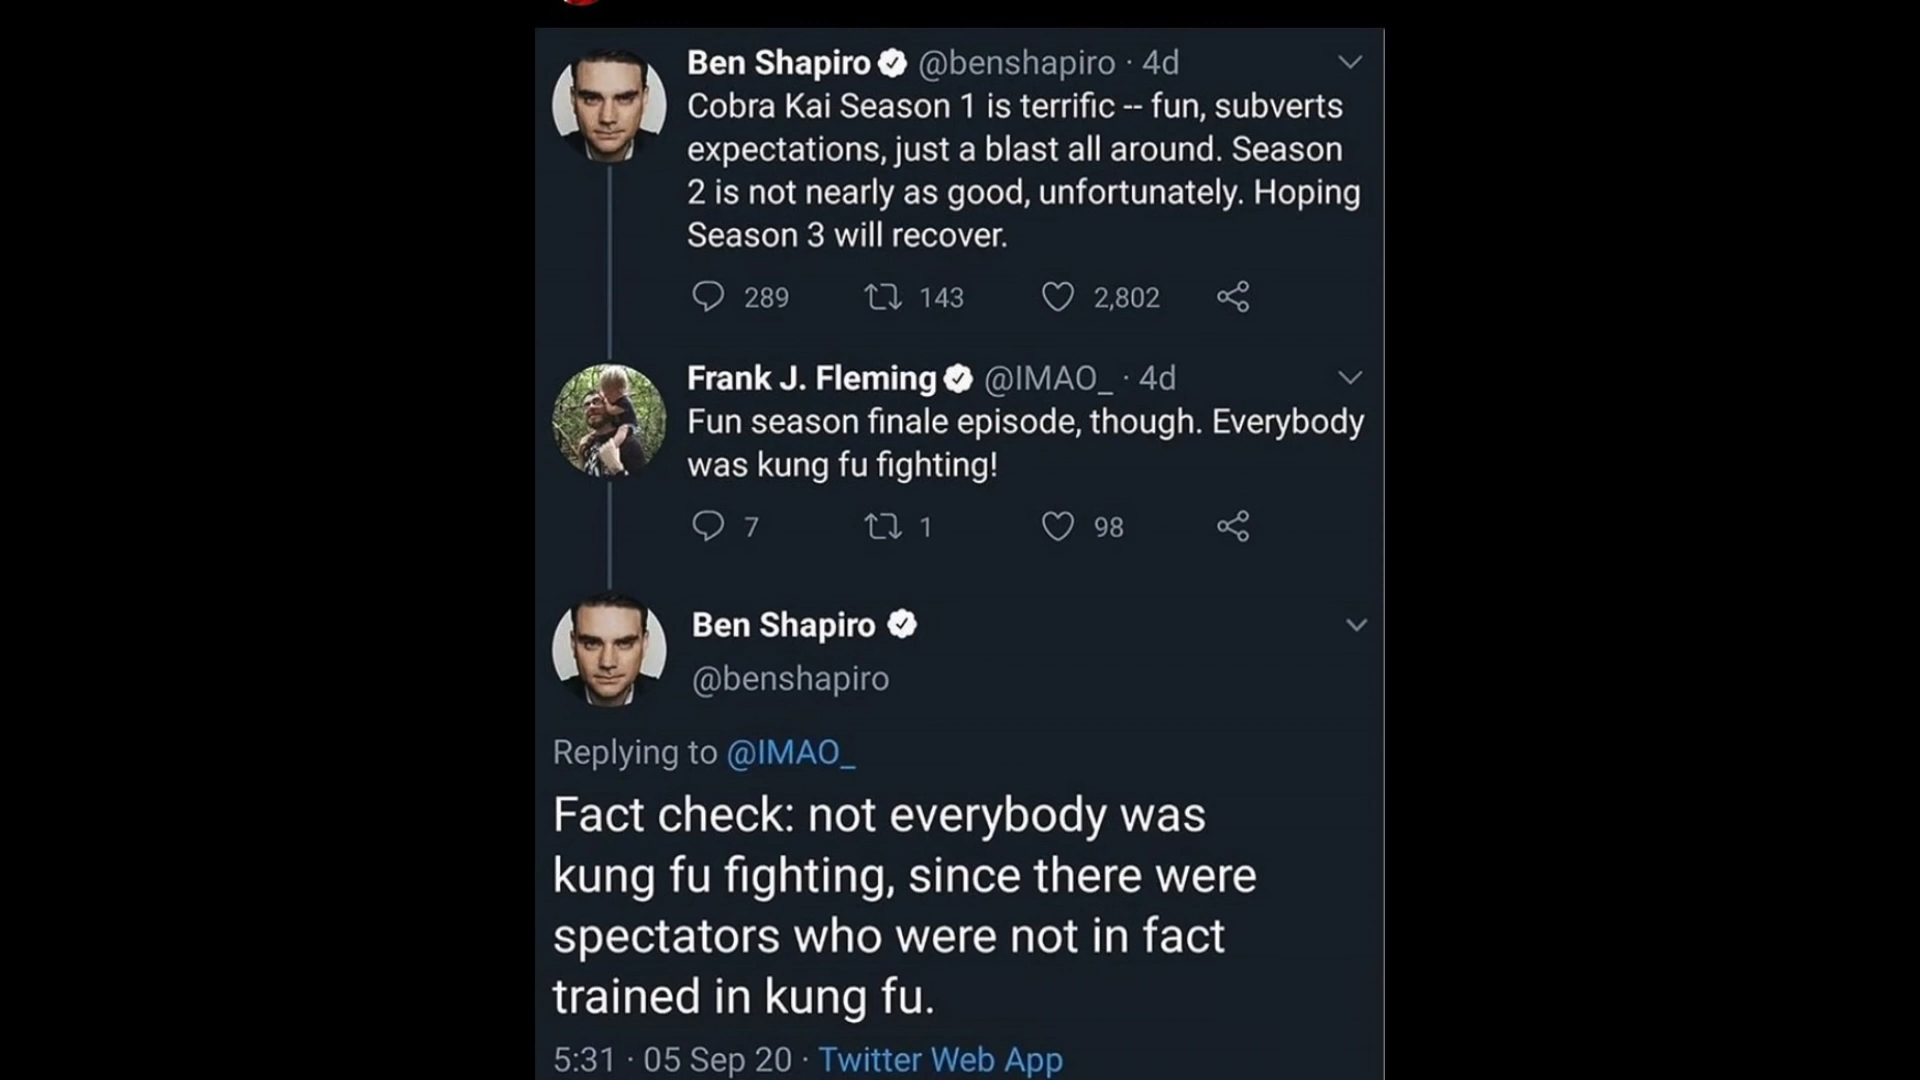 Ben Shapiro @benshapiro · 4d
Cobra Kai Season 1 is terrific -- fun, subverts
expectations, just a blast all around. Season
2 is not nearly as good, unfortunately. Hoping
Season 3 will recover.
289 143 2,802
Frank J. Fleming @IMAO_ · 4d
Fun season finale episode, though. Everybody
was kung fu fighting!
7 1 98
Ben Shapiro
@benshapiro
Replying to @IMAO_
Fact check: not everybody was
kung fu fighting, since there were
spectators who were not in fact
trained in kung fu.
5:31 · 05 Sep 20 · Twitter Web App